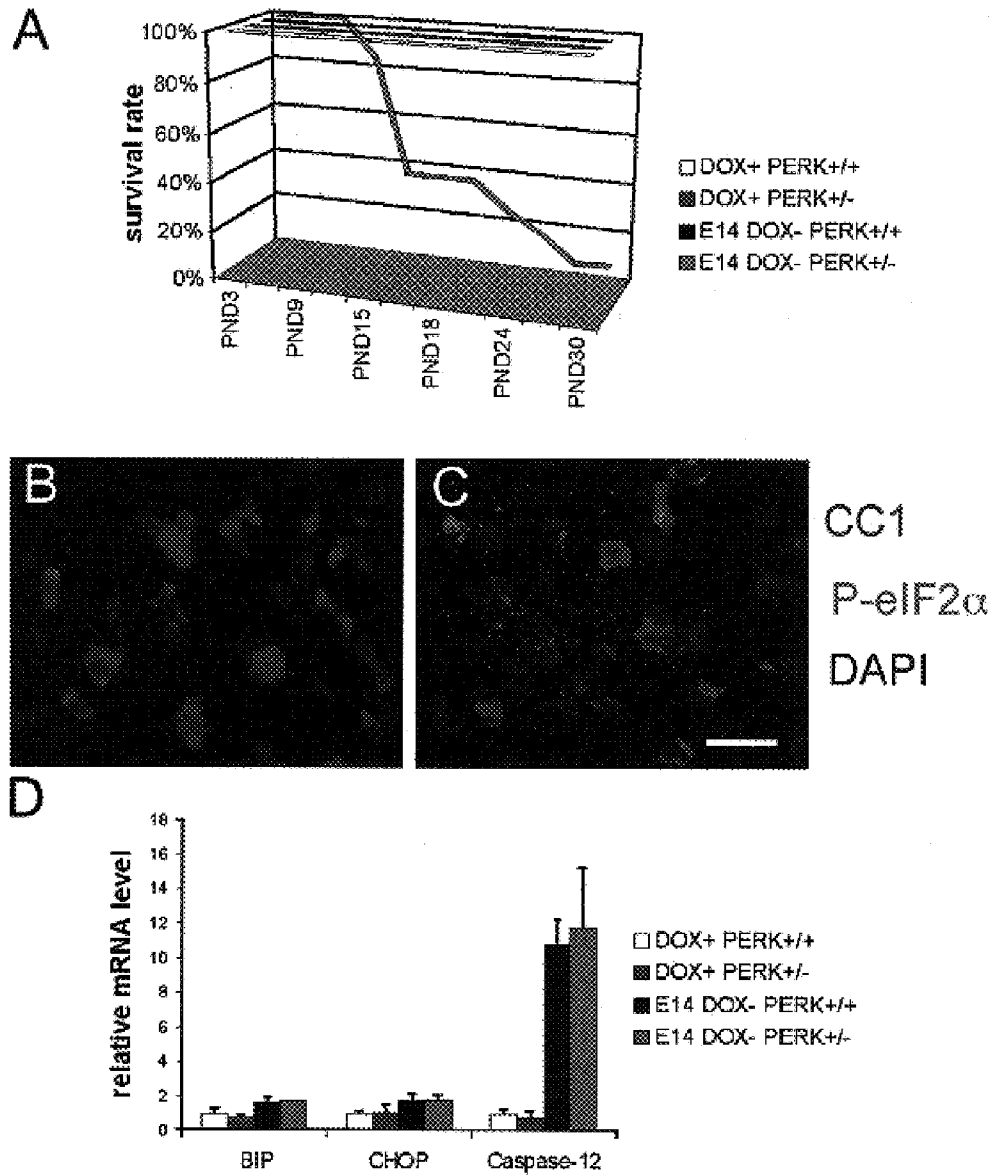 A
survival rate
100%
80%
60%
40%
20%
0%
PND3
PND9
PND15
PND18
PND24
PND30
DOX+ PERK+/+
DOX+ PERK+/-
E14 DOX- PERK+/+
E14 DOX- PERK+/-
B
C
CC1
P-eIF2α
DAPI
D
relative mRNA level
18
16
14
12
10
8
6
4
2
0
BIP
CHOP
Caspase-12
DOX+ PERK+/+
DOX+ PERK+/-
E14 DOX- PERK+/+
E14 DOX- PERK+/-